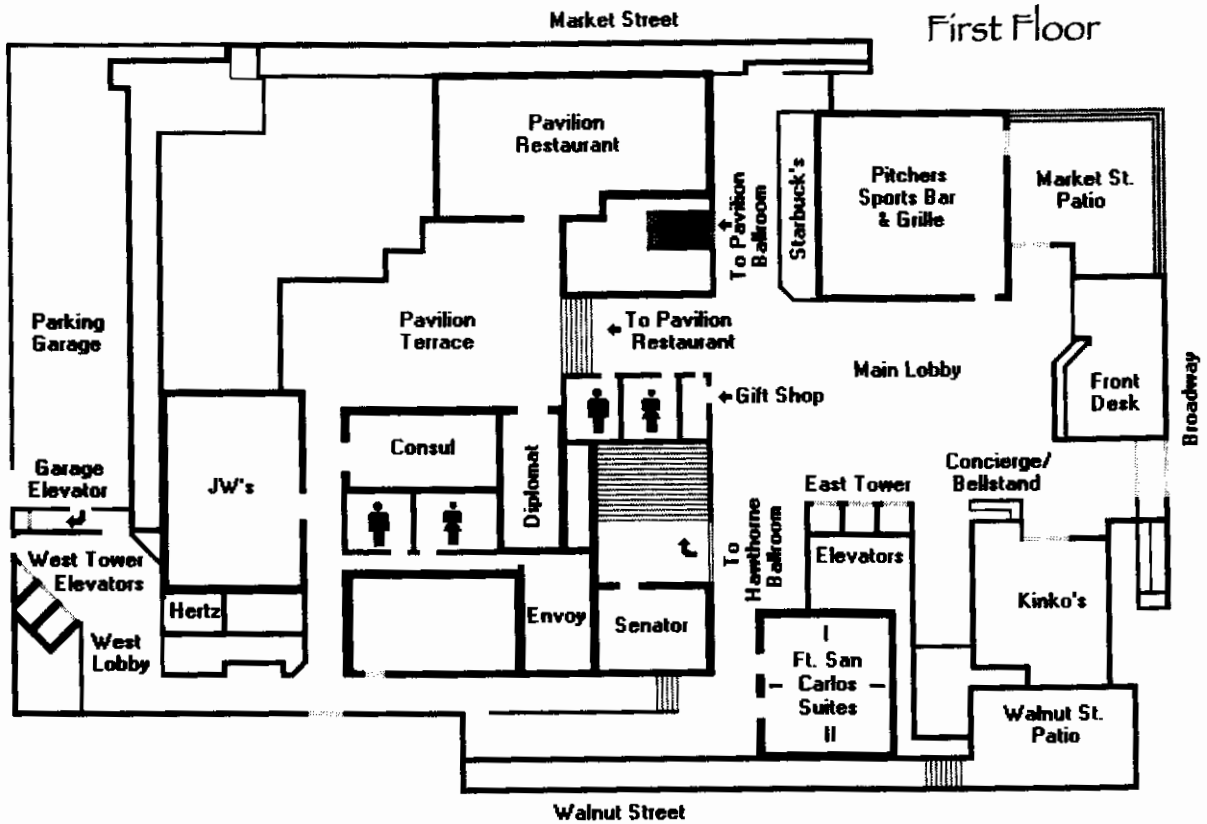 Market Street
First Floor
Pavilion
Restaurant
To Pavilion
Ballroom
Starbuck's
Pitchers
Sports Bar
& Grille
Market St.
Patio
Parking
Garage
Pavilion
Terrace
To Pavilion
Restaurant
Main Lobby
Front
Desk
Broadway
Gift Shop
Consul
Diplomat
Garage
Elevator
JW's
East Tower
Elevators
Concierge/
Bellstand
To
Hawthorne
Ballroom
West Tower
Elevators
Hertz
West
Lobby
Envoy
Senator
Kinko's
I
Ft. San
Carlos
Suites
II
Walnut St.
Patio
Walnut Street